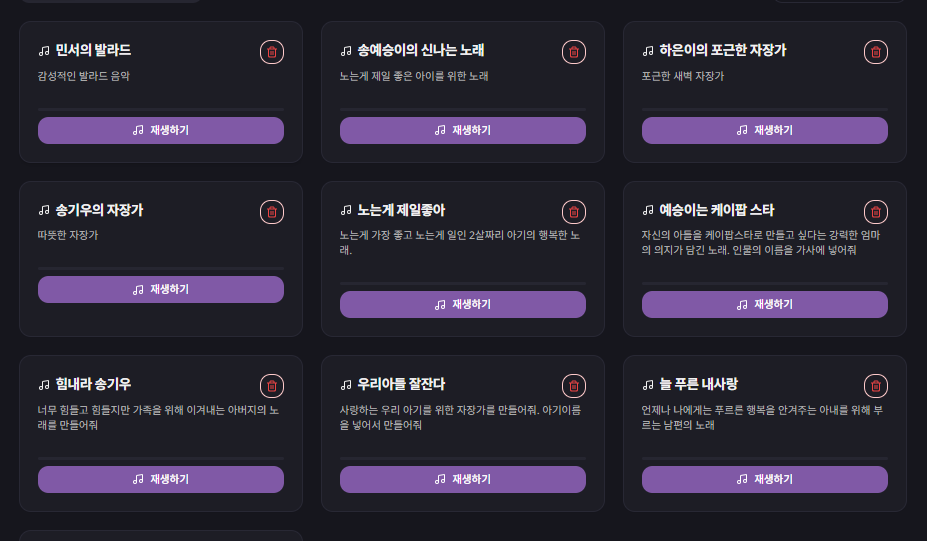 민서의 발라드
감성적인 발라드 음악
재생하기
송예승이의 신나는 노래
노는게 제일 좋은 아이를 위한 노래
재생하기
하은이의 포근한 자장가
포근한 새벽 자장가
재생하기
송기우의 자장가
따뜻한 자장가
재생하기
노는게 제일좋아
노는게 가장 좋고 노는게 일인 2살짜리 아기의 행복한 노
래.
재생하기
예승이는 케이팝 스타
자신의 아들을 케이팝스타로 만들고 싶다는 강력한 엄마
의 의지가 담긴 노래. 인물의 이름을 가사에 넣어줘
재생하기
힘내라 송기우
너무 힘들고 힘들지만 가족을 위해 이겨내는 아버지의 노
래를 만들어줘
재생하기
우리아들 잘잔다
사랑하는 우리 아기를 위한 자장가를 만들어줘. 아기이름
을 넣어서 만들어줘
재생하기
늘 푸른 내사랑
언제나 나에게는 푸르른 행복을 안겨주는 아내를 위해 부
르는 남편의 노래
재생하기